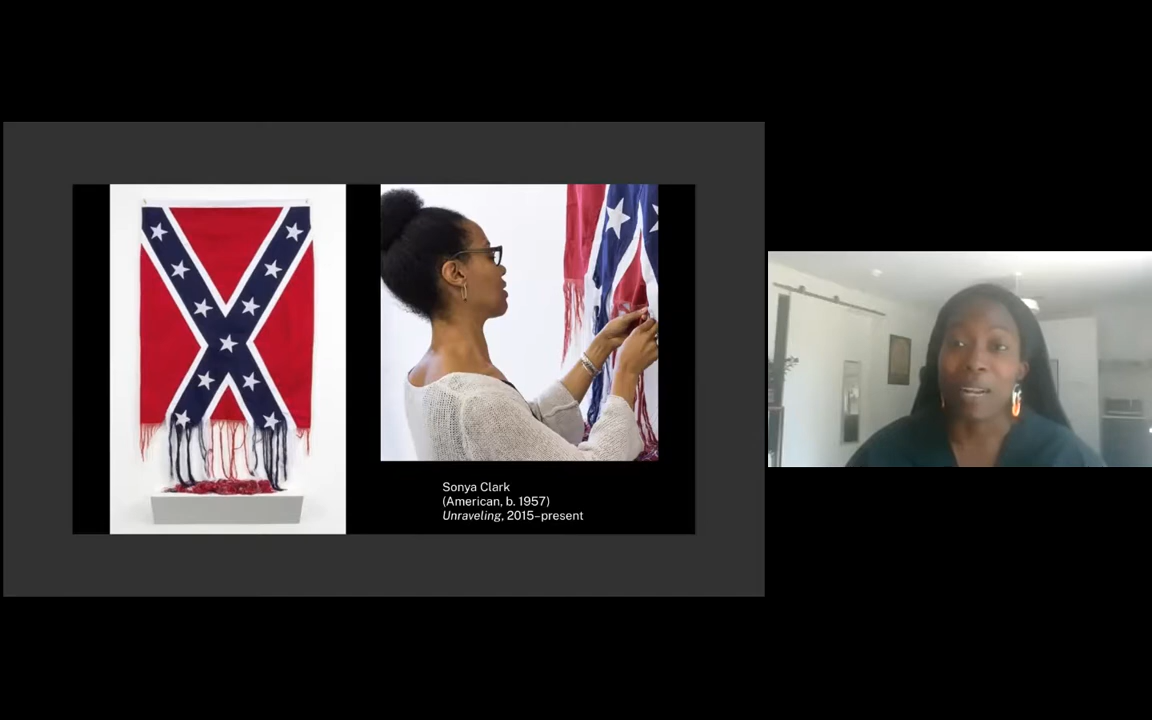 Sonya Clark
(American, b. 1957)
Unraveling, 2015–present